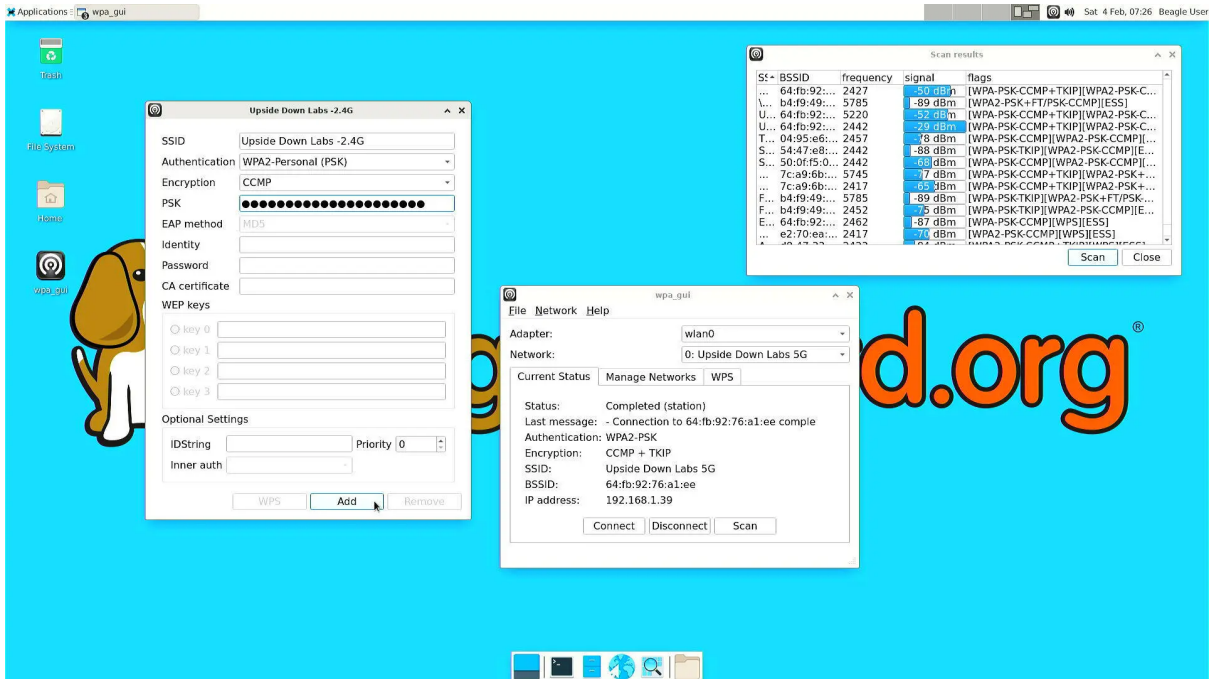 Applications
wpa_gui
Sat 4 Feb, 07:26 Beagle User
Trash
File System
Home
wpa_gui
d.org®
Upside Down Labs -2.4G
SSID Upside Down Labs -2.4G
Authentication WPA2-Personal (PSK)
Encryption CCMP
PSK ●●●●●●●●●●●●●●●●●●●●●
EAP method MD5
Identity
Password
CA certificate
WEP keys
key 0
key 1
key 2
key 3
Optional Settings
IDString Priority 0
Inner auth
WPS Add Remove
Scan results
SS BSSID frequency signal flags
... 64:fb:92:... 2427 -50 dBm [WPA-PSK-CCMP+TKIP][WPA2-PSK-C...
\... b4:f9:49:... 5785 -89 dBm [WPA2-PSK+FT/PSK-CCMP][ESS]
U... 64:fb:92:... 5220 -52 dBm [WPA-PSK-CCMP+TKIP][WPA2-PSK-C...
U... 64:fb:92:... 2442 -29 dBm [WPA-PSK-CCMP+TKIP][WPA2-PSK-C...
T... 04:95:e6:... 2457 -78 dBm [WPA-PSK-CCMP+TKIP][WPA2-PSK-C...
S... 54:47:e8:... 2442 -88 dBm [WPA-PSK-TKIP][WPA2-PSK-CCMP][E...
S... 50:0f:f5:0... 2442 -68 dBm [WPA-PSK-CCMP][WPA2-PSK-CCMP](...
... 7c:a9:6b:... 5745 -77 dBm [WPA-PSK-CCMP+TKIP][WPA2-PSK+...
... 7c:a9:6b:... 2417 -65 dBm [WPA-PSK-CCMP+TKIP][WPA2-PSK+...
F... b4:f9:49:... 5785 -89 dBm [WPA-PSK-TKIP][WPA2-PSK+FT/PSK-...
F... b4:f9:49:... 2452 -75 dBm [WPA-PSK-TKIP][WPA2-PSK-CCMP][E...
E... 64:fb:92:... 2462 -87 dBm [WPA2-PSK-CCMP][WPS][ESS]
... e2:70:ea:... 2417 -70 dBm [WPA2-PSK-CCMP][WPS][ESS]
Scan Close
wpa_gui
File Network Help
Adapter: wlan0
Network: 0: Upside Down Labs 5G
Current Status Manage Networks WPS
Status: Completed (station)
Last message: - Connection to 64:fb:92:76:a1:ee comple
Authentication: WPA2-PSK
Encryption: CCMP + TKIP
SSID: Upside Down Labs 5G
BSSID: 64:fb:92:76:a1:ee
IP address: 192.168.1.39
Connect Disconnect Scan